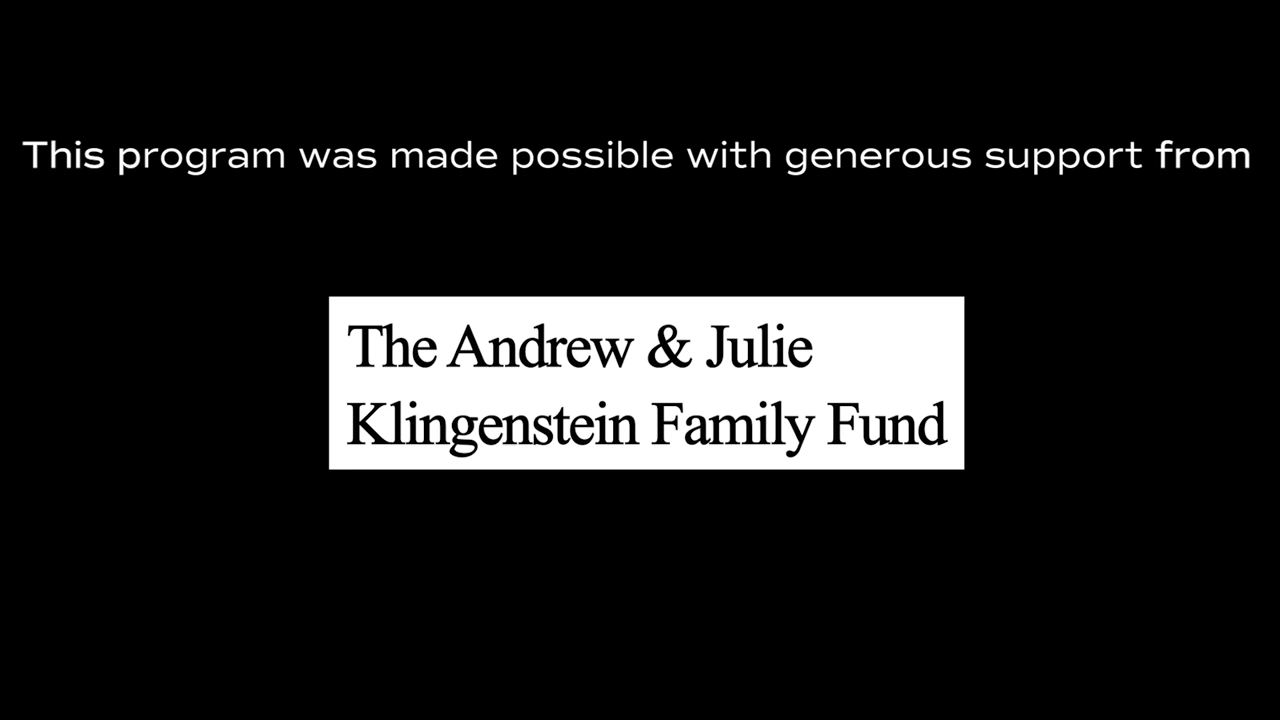 This program was made possible with generous support from
The Andrew & Julie
Klingenstein Family Fund